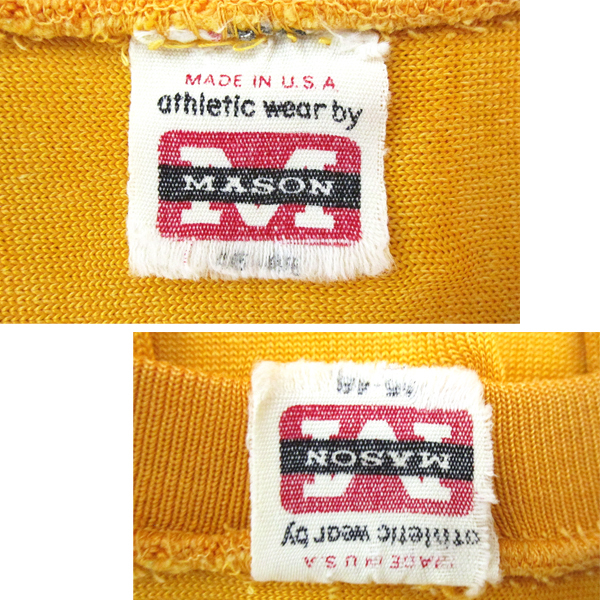 MADE IN U.S.A.
athletic wear by
MASON
MASON
athletic wear by
MADE IN U.S.A